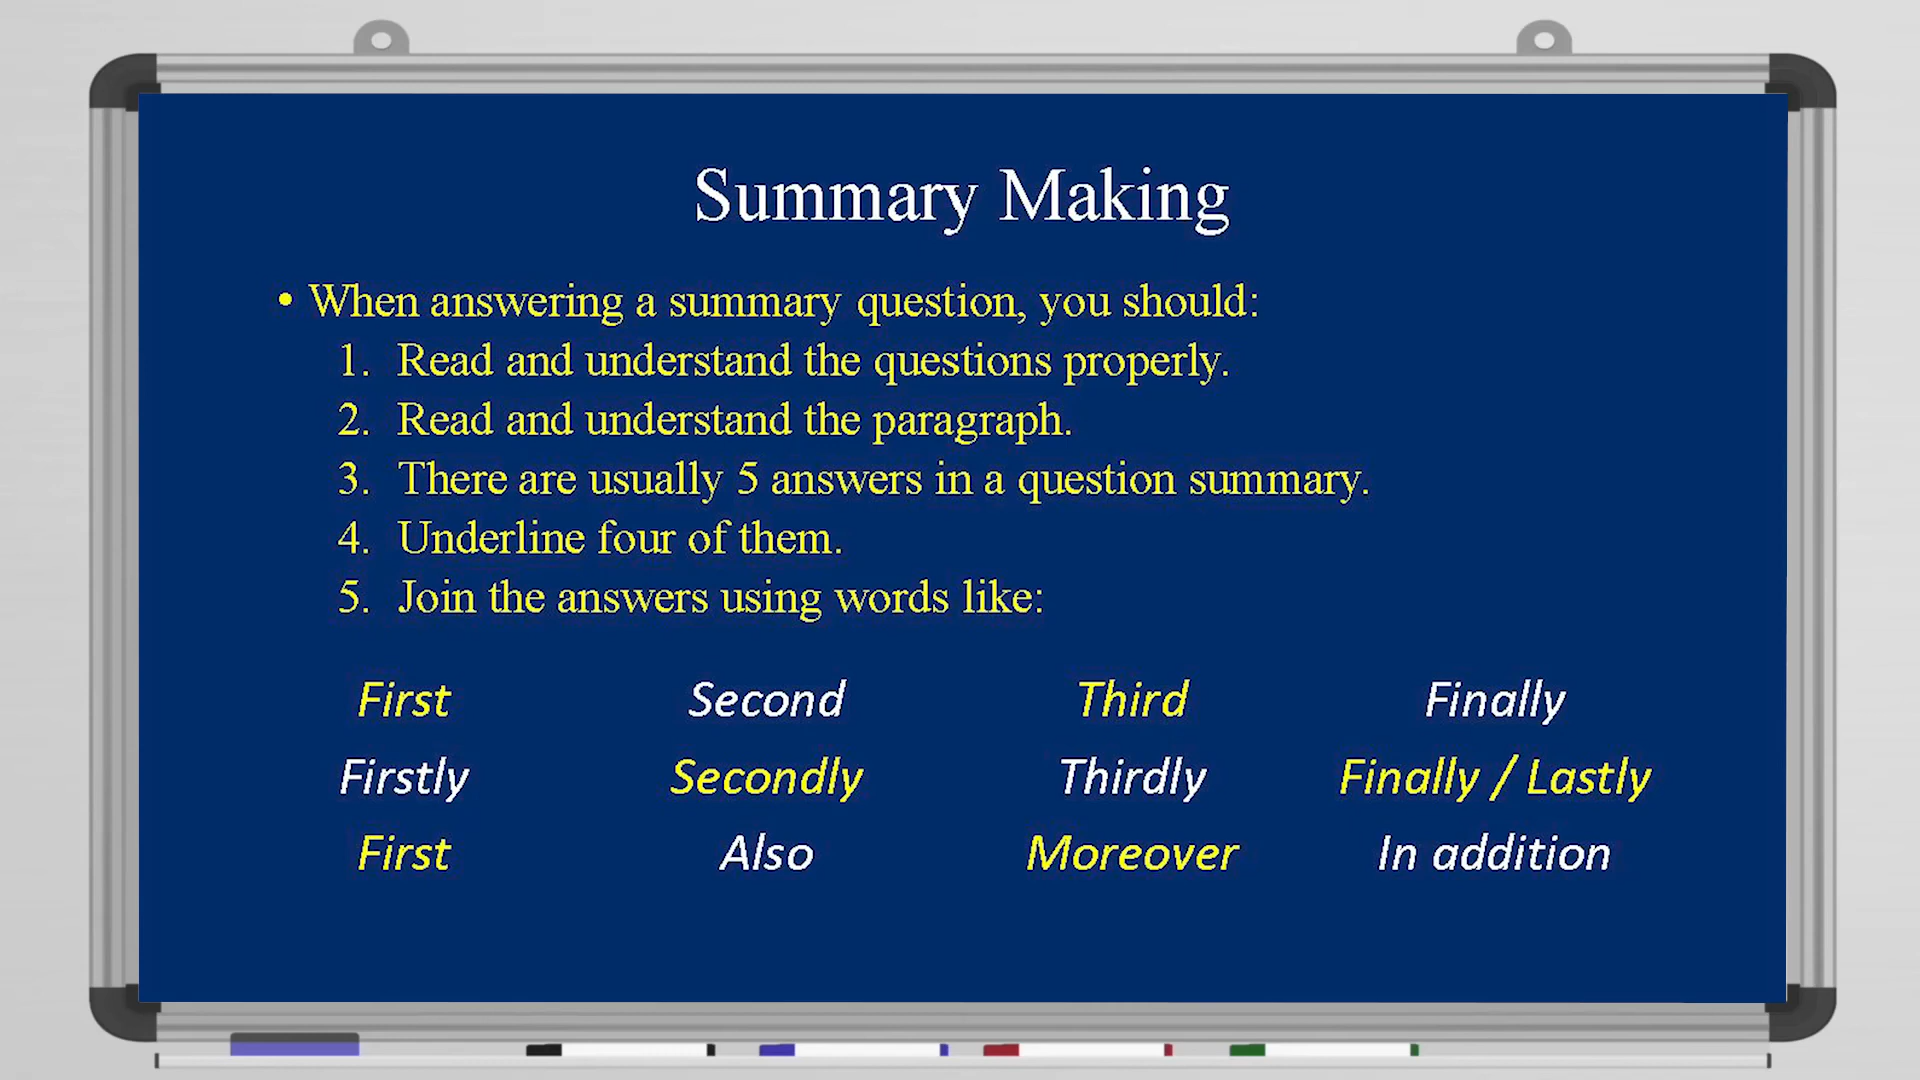 Summary Making
• When answering a summary question, you should:
1. Read and understand the questions properly.
2. Read and understand the paragraph.
3. There are usually 5 answers in a question summary.
4. Underline four of them.
5. Join the answers using words like:
First Second Third Finally
Firstly Secondly Thirdly Finally / Lastly
First Also Moreover In addition